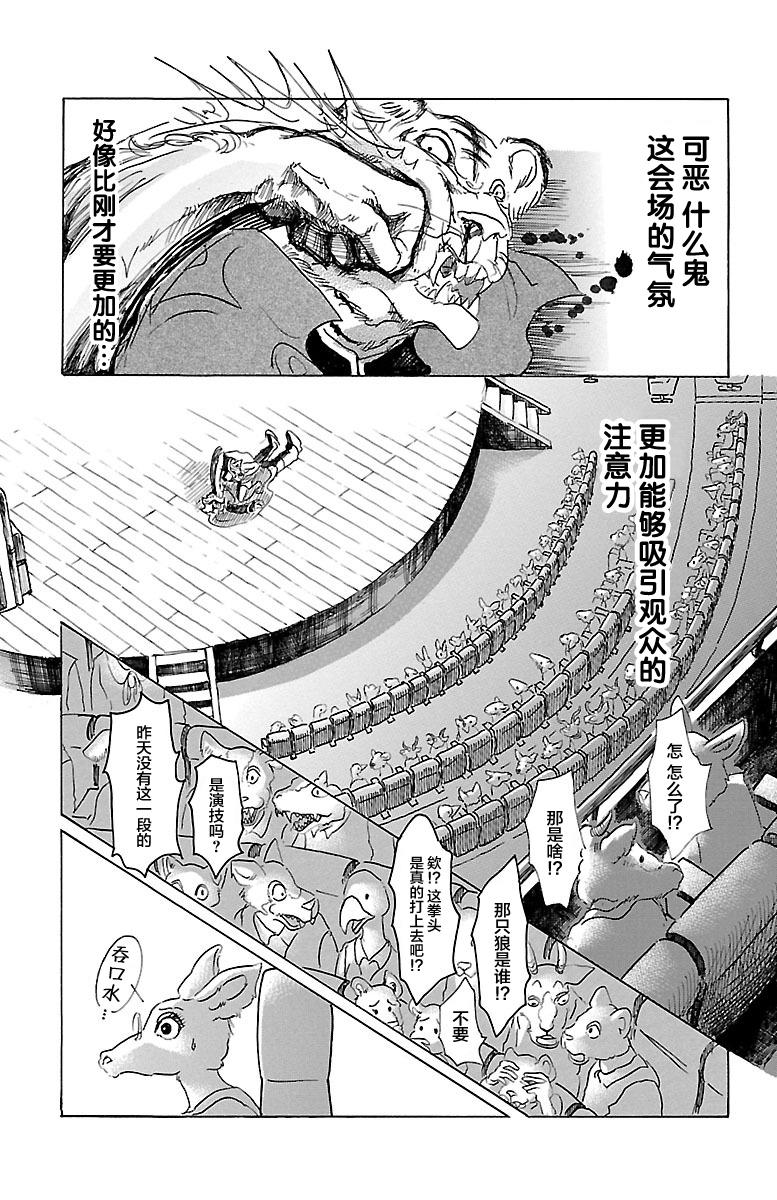 可恶 什么鬼
这会场的气氛
好像比刚才要更加的…
更加能够吸引观众的
注意力
怎 怎么了!?
那是啥!?
那只狼是谁!?
不要
欸!? 这拳头
是真的打上去吧!?
是演技吗?
昨天没有这一段的
吞口水…